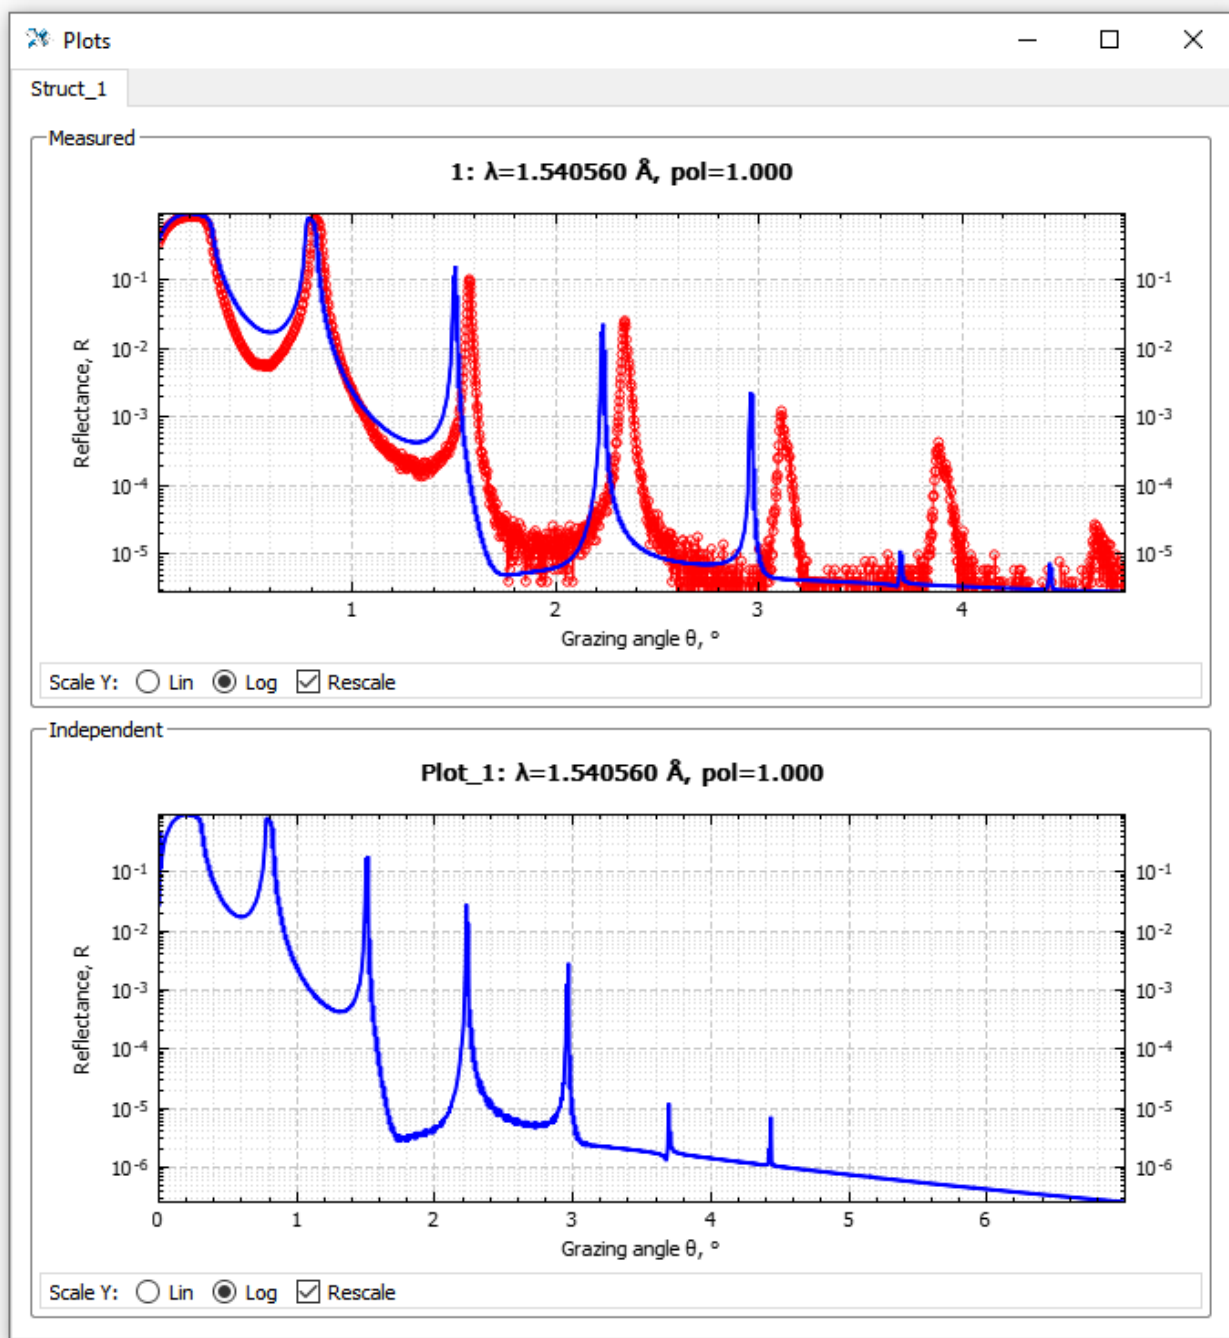 Plots
Struct_1
Measured
1: λ=1.540560 Å, pol=1.000
Reflectance, R
10⁻¹ 10⁻¹
10⁻² 10⁻²
10⁻³ 10⁻³
10⁻⁴ 10⁻⁴
10⁻⁵ 10⁻⁵
1 2 3 4
Grazing angle θ, °
Scale Y: Lin Log Rescale
Independent
Plot_1: λ=1.540560 Å, pol=1.000
Reflectance, R
10⁻¹ 10⁻¹
10⁻² 10⁻²
10⁻³ 10⁻³
10⁻⁴ 10⁻⁴
10⁻⁵ 10⁻⁵
10⁻⁶ 10⁻⁶
0 1 2 3 4 5 6
Grazing angle θ, °
Scale Y: Lin Log Rescale